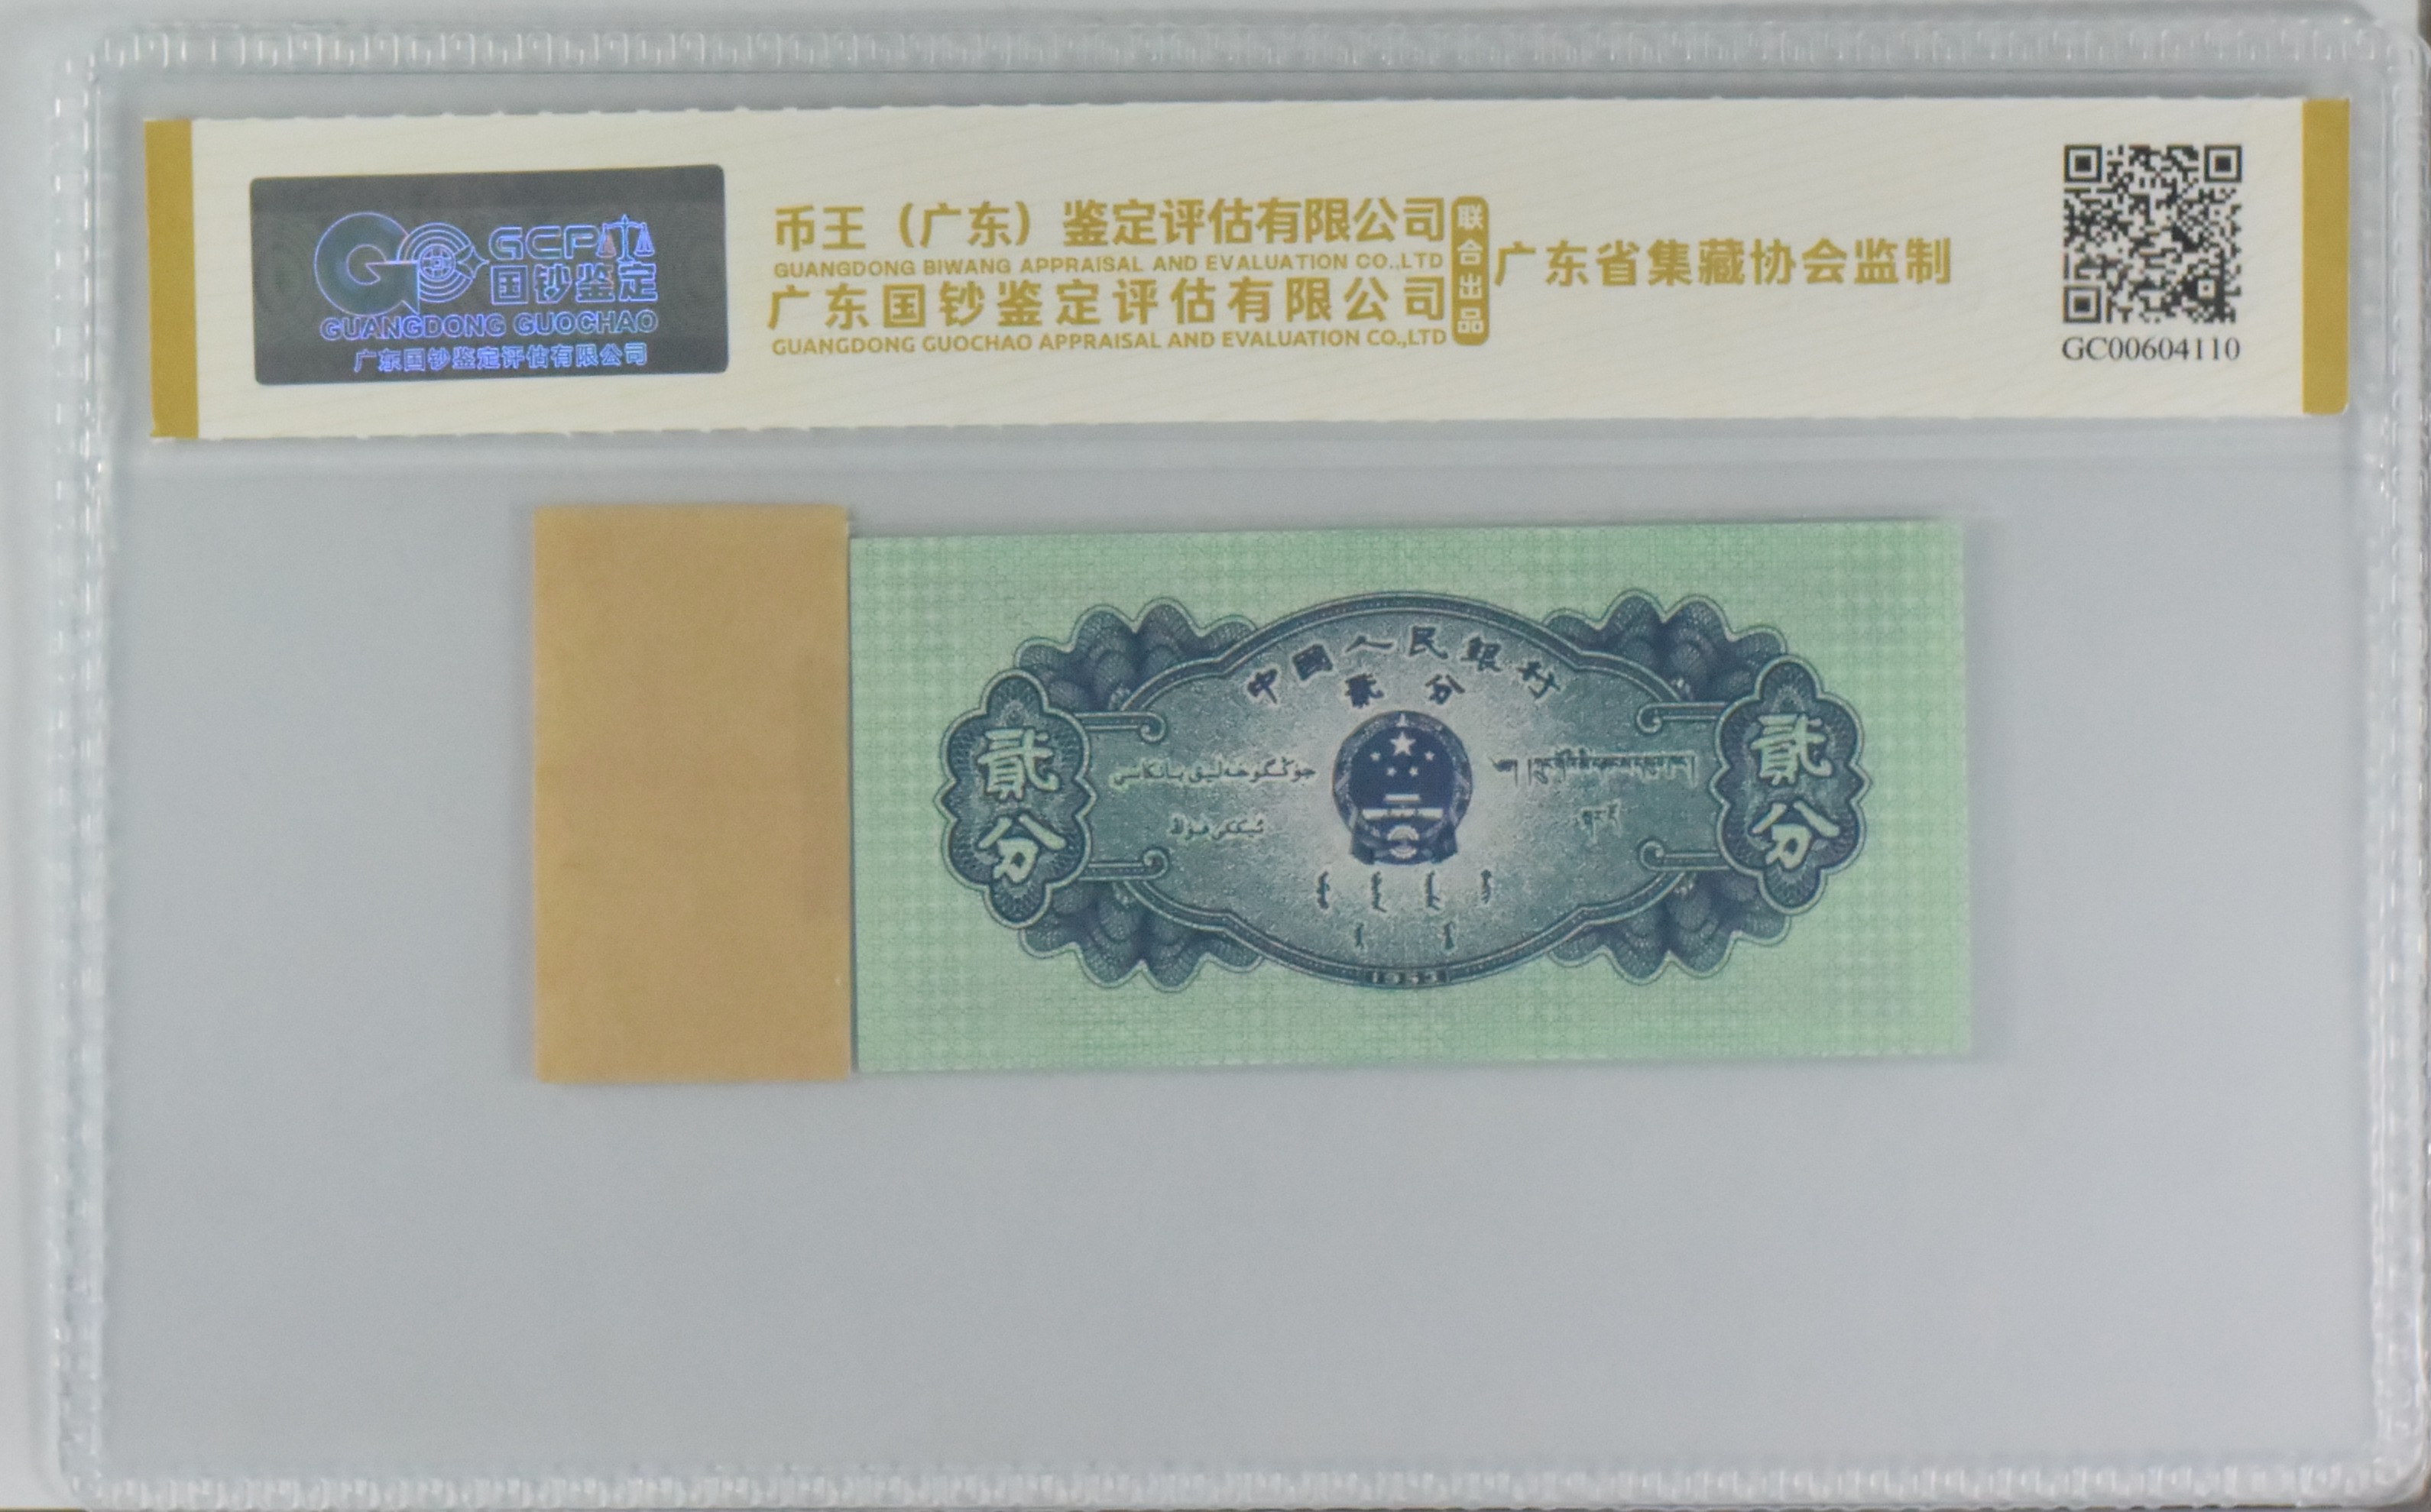 GCPA
国钞鉴定
GUANGDONG GUOCHAO
广东国钞鉴定评估有限公司
币王（广东）鉴定评估有限公司
GUANGDONG BIWANG APPRAISAL AND EVALUATION CO.,LTD
广东国钞鉴定评估有限公司
GUANGDONG GUOCHAO APPRAISAL AND EVALUATION CO.,LTD
联合出品
广东省集藏协会监制
GC00604110
中國人民銀行
貳分
貳分
貳分
1953